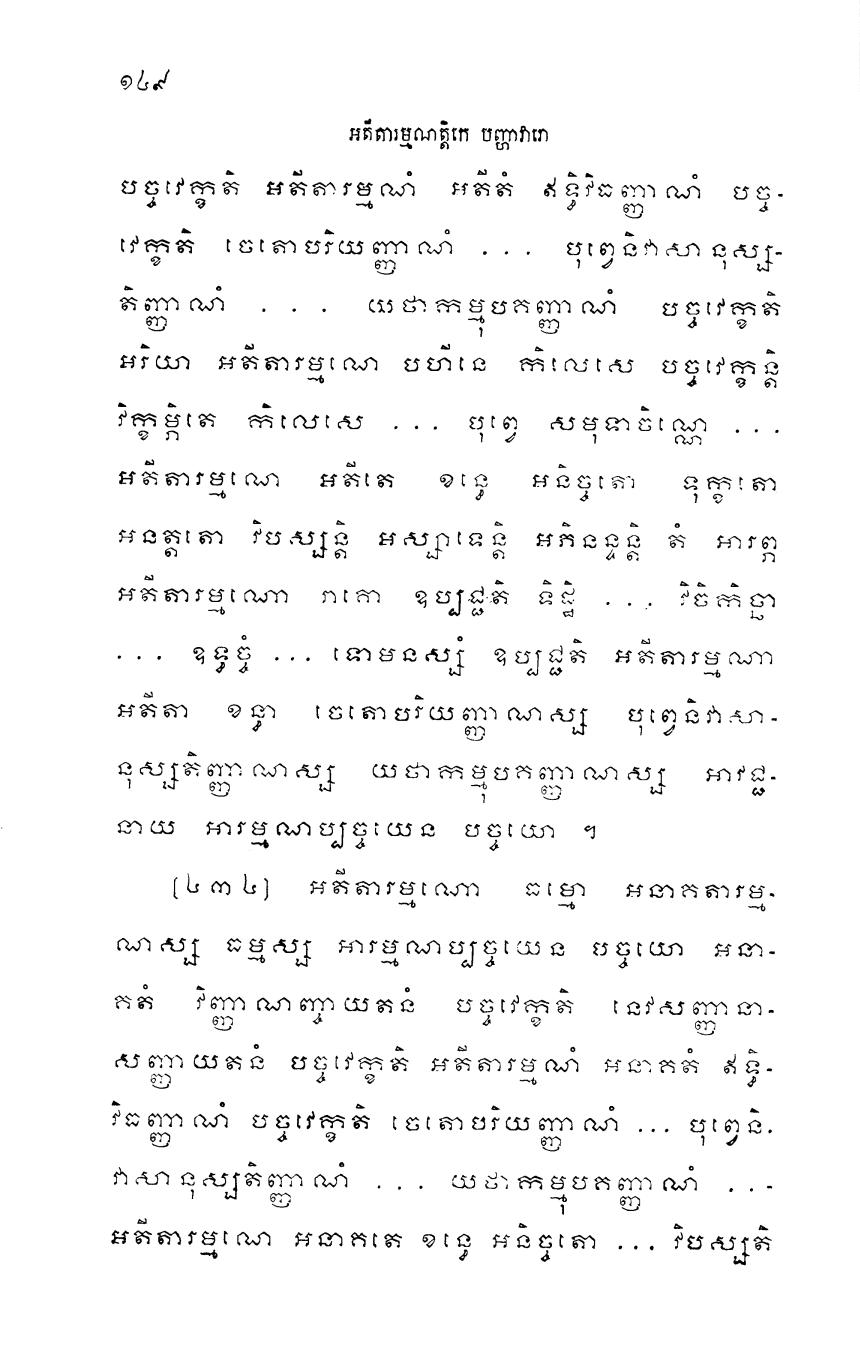 ១៤៩
អតីតារម្មណត្តិកេ បញ្ហាវារោ
បច្ចវេក្ខតិ អតីតារម្មណំ អតីតំ ឥទ្ធិវិធញ្ញាណំ បច្ច-
វេក្ខតិ ចេតោបរិយញ្ញាណំ ... បុព្វេនិវាសានុស្ស-
តិញ្ញាណំ ... យថាកម្មុបគញ្ញាណំ បច្ចវេក្ខតិ
អរិយា អតីតារម្មណេ បហីនេ កិលេសេ បច្ចវេក្ខន្តិ
វិក្ខម្ភិតេ កិលេសេ ... បុព្វេ សមុទាចិណ្ណេ ...
អតីតារម្មណេ អតីតេ ខន្ធេ អនិច្ចតោ ទុក្ខតោ
អនត្តតោ វិបស្សន្តិ អស្សាទេន្តិ អភិនន្ទន្តិ តំ អារព្ភ
អតីតារម្មណោ រាគោ ឧប្បជ្ជតិ ទិដ្ឋិ ... វិចិកិច្ឆា
... ឧទ្ធច្ចំ ... ទោមនស្សំ ឧប្បជ្ជតិ អតីតារម្មណា
អតីតា ខន្ធា ចេតោបរិយញ្ញាណស្ស បុព្វេនិវាសា-
នុស្សតិញ្ញាណស្ស យថាកម្មុបគញ្ញាណស្ស អាវជ្ជ-
នាយ អារម្មណប្បច្ចយេន បច្ចយោ ។
[៤៣៤] អតីតារម្មណោ ធម្មោ អនាគតារម្ម-
ណស្ស ធម្មស្ស អារម្មណប្បច្ចយេន បច្ចយោ អនា-
គតំ វិញ្ញាណញ្ចាយតនំ បច្ចវេក្ខតិ នេវសញ្ញានា-
សញ្ញាយតនំ បច្ចវេក្ខតិ អតីតារម្មណំ អនាគតំ ឥទ្ធិ-
វិធញ្ញាណំ បច្ចវេក្ខតិ ចេតោបរិយញ្ញាណំ ... បុព្វេនិ-
វាសានុស្សតិញ្ញាណំ ... យថាកម្មុបគញ្ញាណំ ...
អតីតារម្មណេ អនាគតេ ខន្ធេ អនិច្ចតោ ... វិបស្សតិ